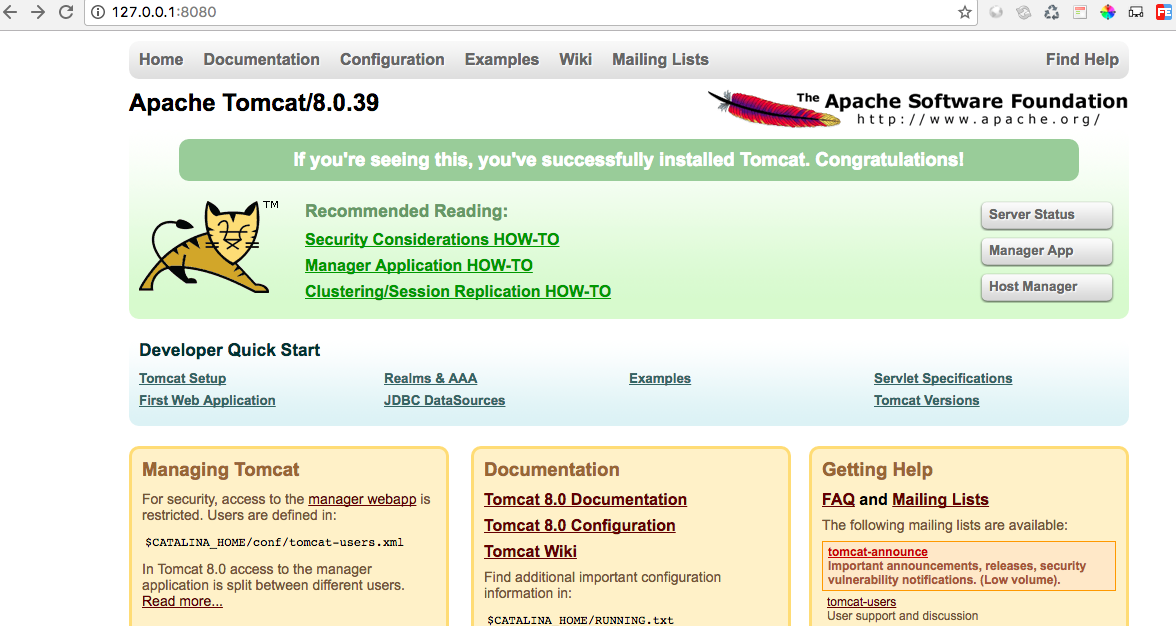 127.0.0.1:8080
Home Documentation Configuration Examples Wiki Mailing Lists Find Help
Apache Tomcat/8.0.39
The Apache Software Foundation
http://www.apache.org/
If you're seeing this, you've successfully installed Tomcat. Congratulations!
TM
Recommended Reading:
Security Considerations HOW-TO
Manager Application HOW-TO
Clustering/Session Replication HOW-TO
Server Status
Manager App
Host Manager
Developer Quick Start
Tomcat Setup
First Web Application
Realms & AAA
JDBC DataSources
Examples
Servlet Specifications
Tomcat Versions
Managing Tomcat
For security, access to the manager webapp is
restricted. Users are defined in:
$CATALINA_HOME/conf/tomcat-users.xml
In Tomcat 8.0 access to the manager
application is split between different users.
Read more...
Documentation
Tomcat 8.0 Documentation
Tomcat 8.0 Configuration
Tomcat Wiki
Find additional important configuration
information in:
$CATALINA_HOME/RUNNING.txt
Getting Help
FAQ and Mailing Lists
The following mailing lists are available:
tomcat-announce
Important announcements, releases, security
vulnerability notifications. (Low volume).
tomcat-users
User support and discussion